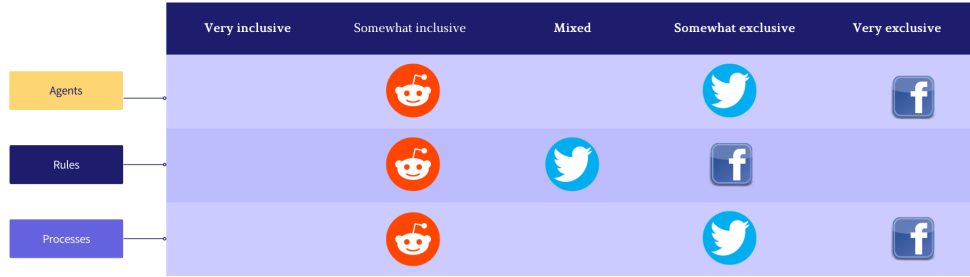 Very inclusive
Somewhat inclusive
Mixed
Somewhat exclusive
Very exclusive
Agents
Rules
Processes